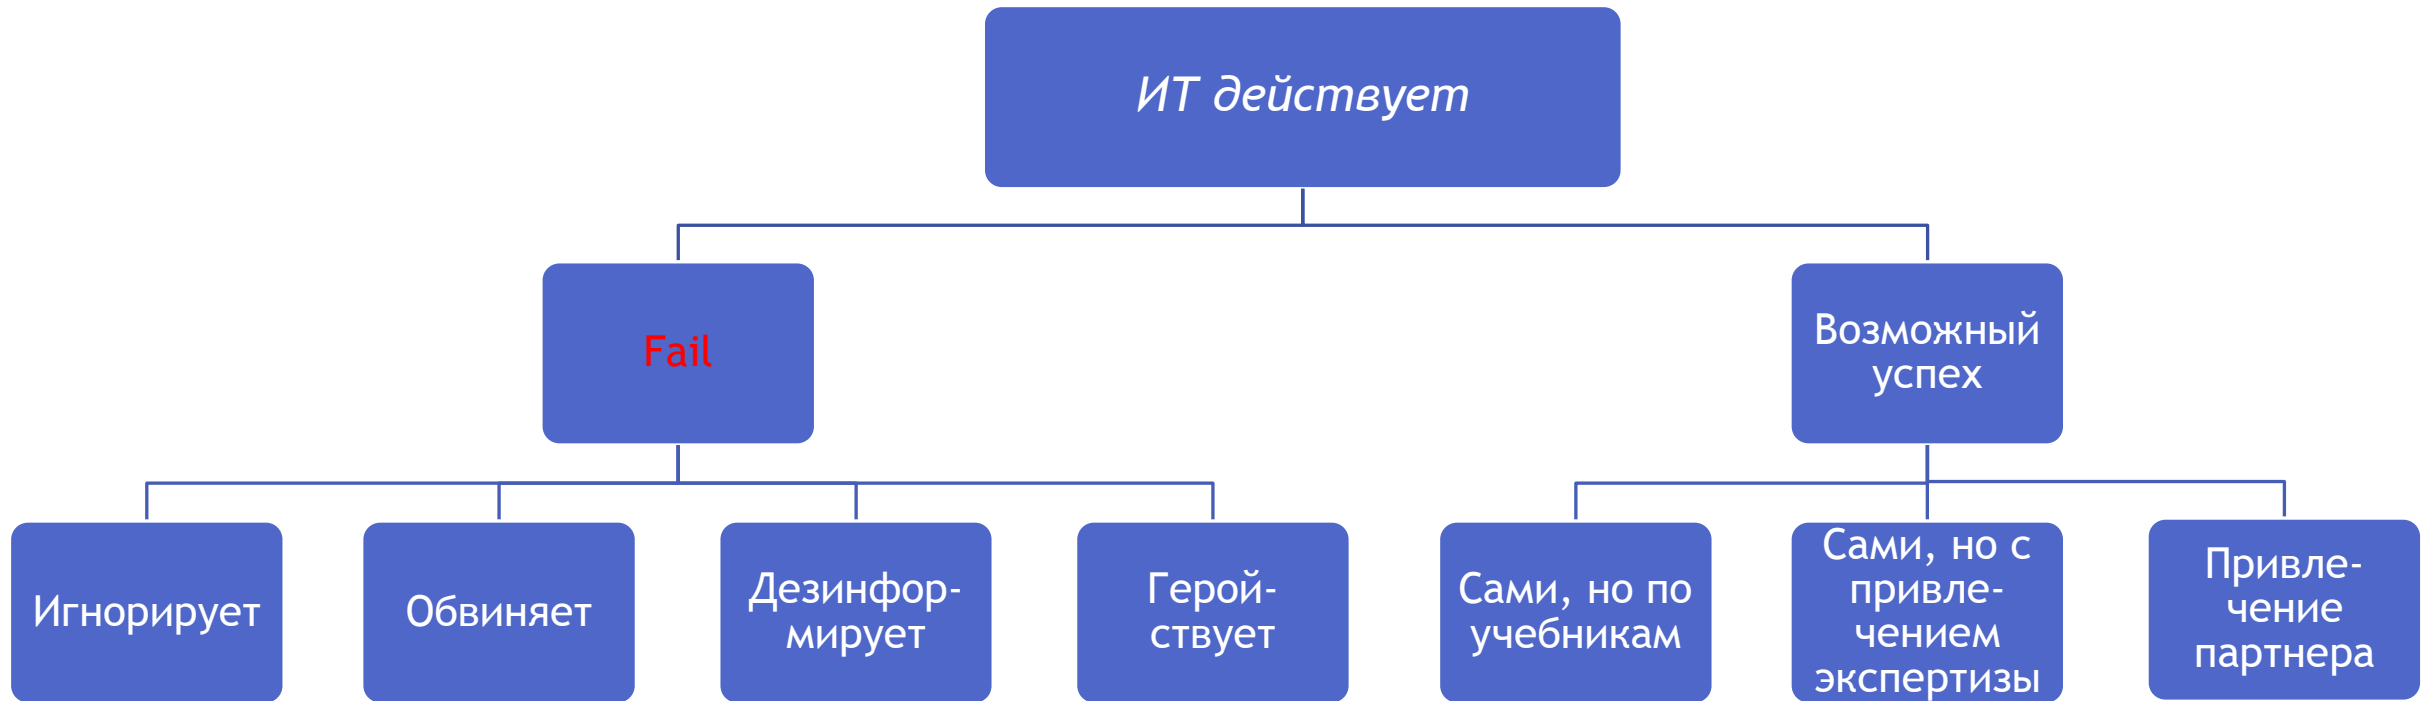 ИТ действует
Fail
Возможный
успех
Игнорирует
Обвиняет
Дезинфор-
мирует
Герой-
ствует
Сами, но по
учебникам
Сами, но с
привле-
чением
экспертизы
Привле-
чение
партнера